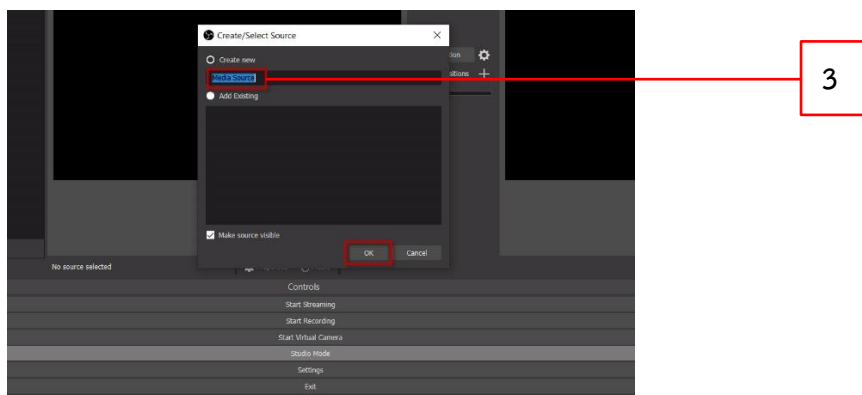 Create/Select Source
Create new
Media Source
Add Existing
Make source visible
OK Cancel
3
No source selected
Controls
Start Streaming
Start Recording
Start Virtual Camera
Studio Mode
Settings
Exit